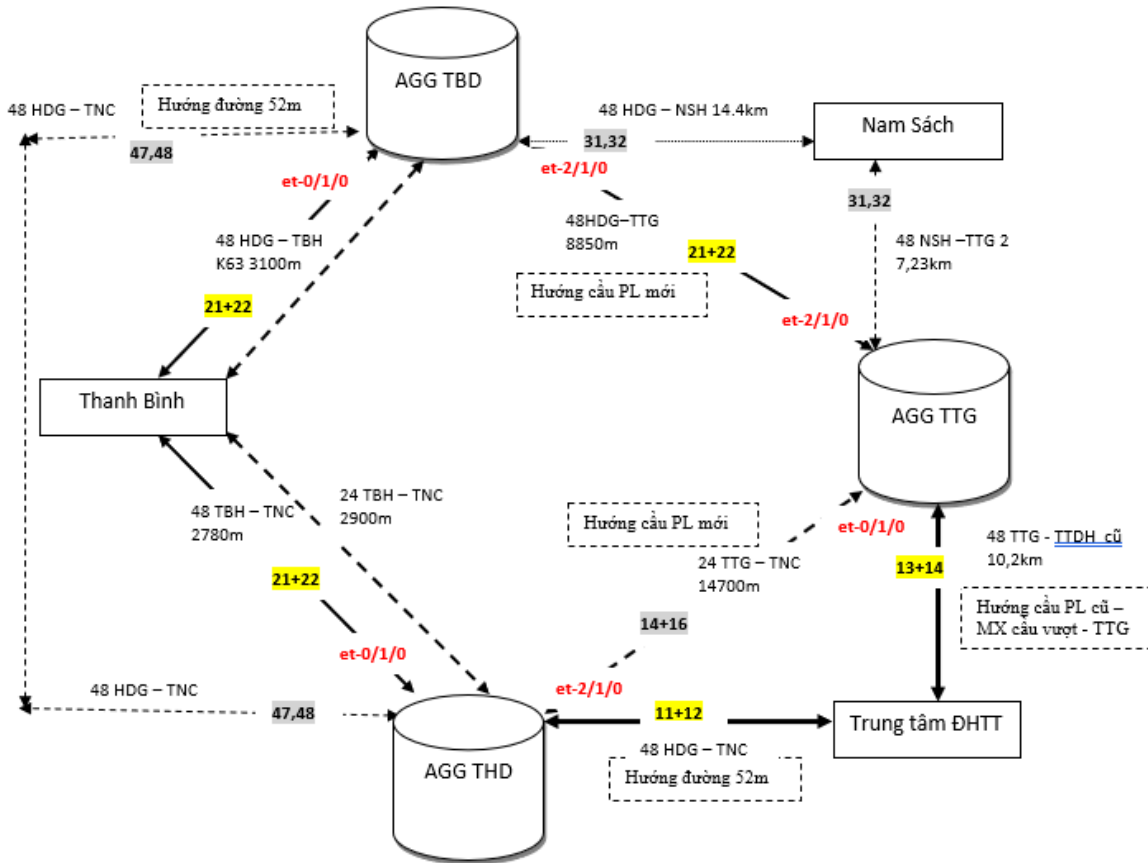 AGG TBD
48 HDG – TNC
Hướng đường 52m
47,48
48 HDG – NSH 14.4km
31,32
Nam Sách
et-0/1/0
et-2/1/0
48 HDG – TBH
K63 3100m
48HDG–TTG
8850m
21+22
Hướng cầu PL mới
31,32
48 NSH –TTG 2
7,23km
21+22
et-2/1/0
Thanh Bình
AGG TTG
48 TBH – TNC
2780m
24 TBH – TNC
2900m
Hướng cầu PL mới
et-0/1/0
24 TTG – TNC
14700m
48 TTG - TTDH cũ
10,2km
13+14
21+22
Hướng cầu PL cũ –
MX cầu vượt - TTG
14+16
et-0/1/0
et-2/1/0
48 HDG – TNC
47,48
11+12
Trung tâm ĐHTT
48 HDG – TNC
Hướng đường 52m
AGG THD